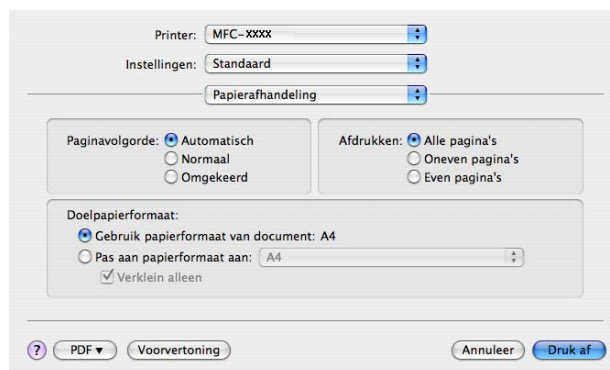 Printer: MFC-XXXX
Instellingen: Standaard
Papierafhandeling
Paginavolgorde: Automatisch
Normaal
Omgekeerd
Afdrukken: Alle pagina's
Oneven pagina's
Even pagina's
Doelpapierformaat:
Gebruik papierformaat van document: A4
Pas aan papierformaat aan: A4
Verklein alleen
? PDF ▼ Voorvertoning Annuleer Druk af